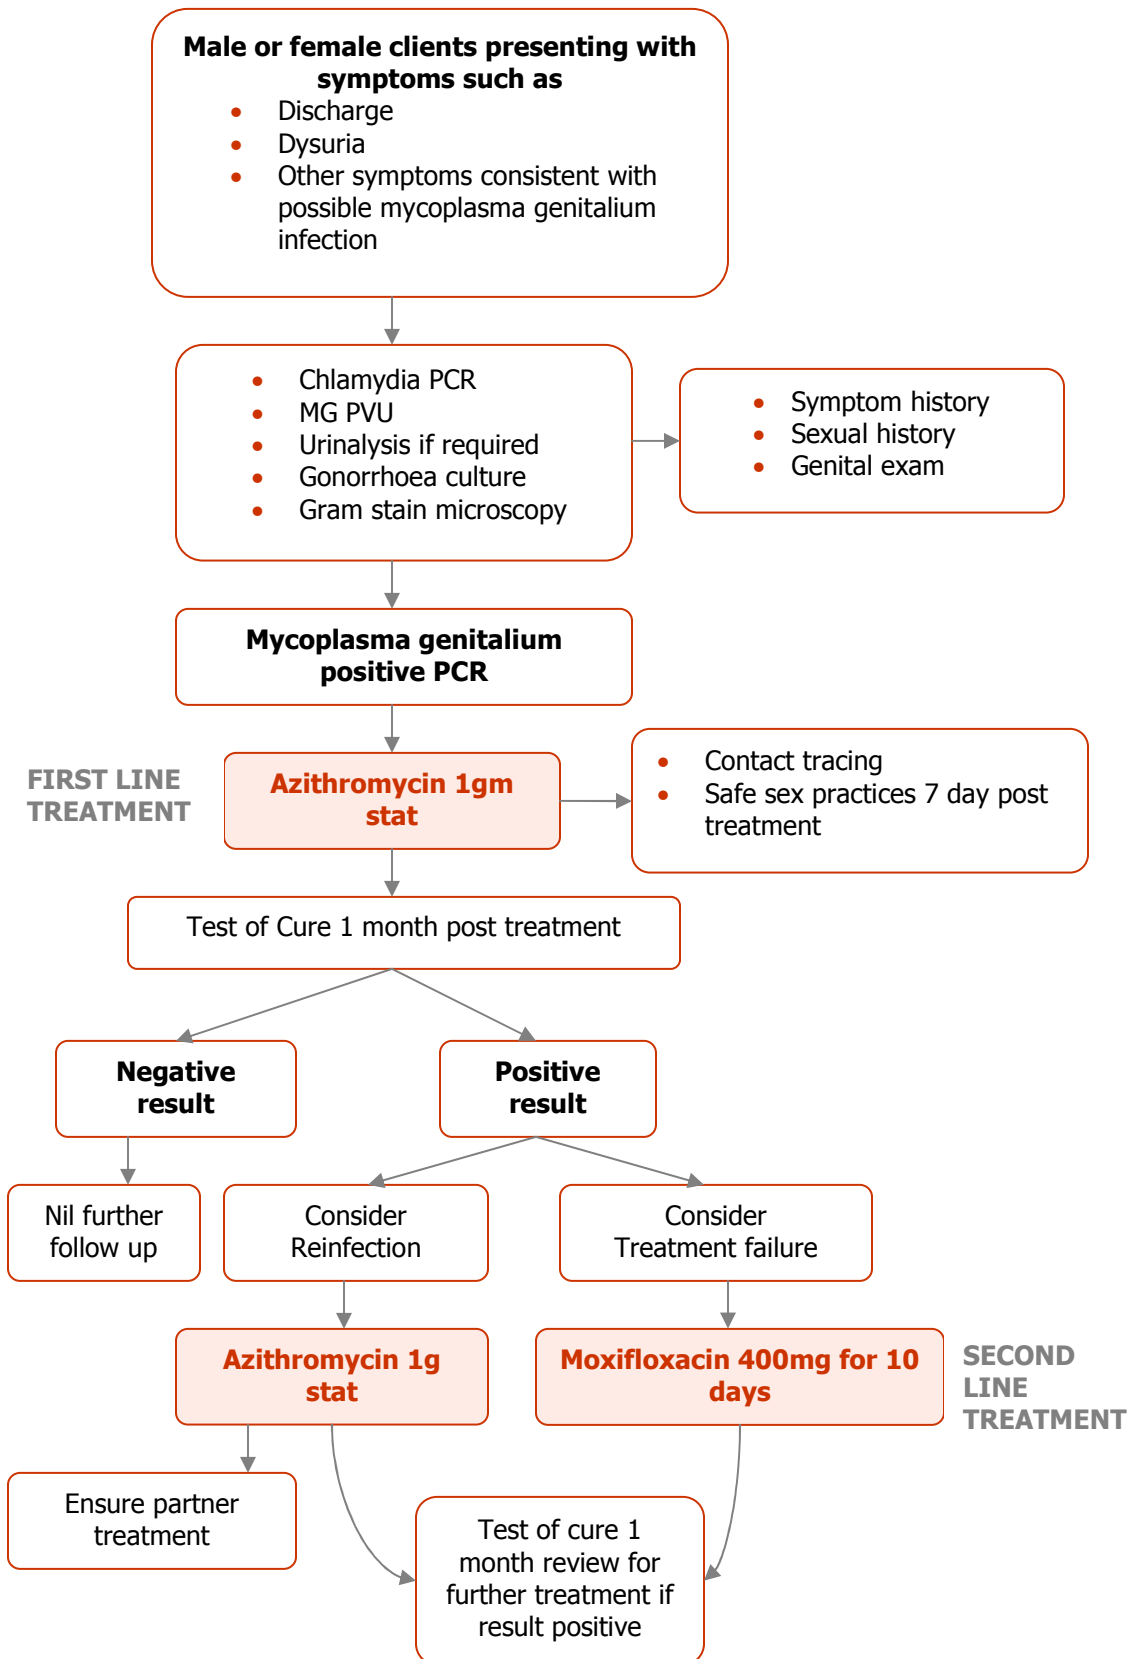 Male or female clients presenting with
symptoms such as
• Discharge
• Dysuria
• Other symptoms consistent with
possible mycoplasma genitalium
infection
• Chlamydia PCR
• MG PVU
• Urinalysis if required
• Gonorrhoea culture
• Gram stain microscopy
• Symptom history
• Sexual history
• Genital exam
Mycoplasma genitalium
positive PCR
FIRST LINE
TREATMENT
Azithromycin 1gm
stat
• Contact tracing
• Safe sex practices 7 day post
treatment
Test of Cure 1 month post treatment
Negative
result
Positive
result
Nil further
follow up
Consider
Reinfection
Consider
Treatment failure
Azithromycin 1g
stat
Moxifloxacin 400mg for 10
days
SECOND
LINE
TREATMENT
Ensure partner
treatment
Test of cure 1
month review for
further treatment if
result positive